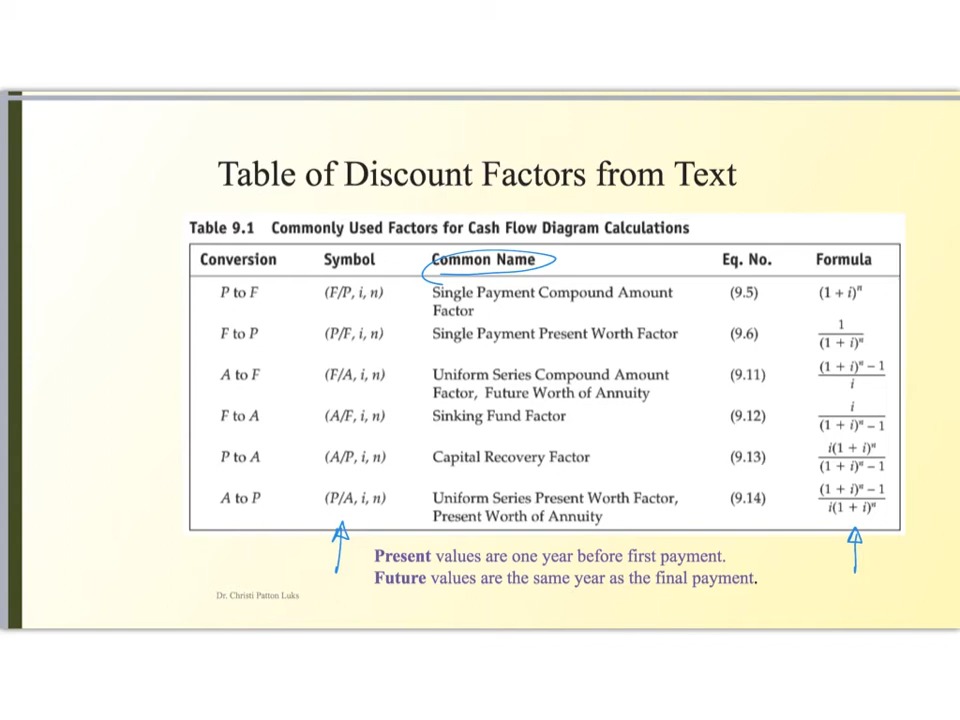 Table of Discount Factors from Text
Table 9.1 Commonly Used Factors for Cash Flow Diagram Calculations
Conversion Symbol Common Name Eq. No. Formula
P to F (F/P, i, n) Single Payment Compound Amount Factor (9.5) (1 + i)ⁿ
F to P (P/F, i, n) Single Payment Present Worth Factor (9.6) 1 / (1 + i)ⁿ
A to F (F/A, i, n) Uniform Series Compound Amount Factor, Future Worth of Annuity (9.11) (1 + i)ⁿ – 1 / i
F to A (A/F, i, n) Sinking Fund Factor (9.12) i / (1 + i)ⁿ – 1
P to A (A/P, i, n) Capital Recovery Factor (9.13) i(1 + i)ⁿ / (1 + i)ⁿ – 1
A to P (P/A, i, n) Uniform Series Present Worth Factor, Present Worth of Annuity (9.14) (1 + i)ⁿ – 1 / i(1 + i)ⁿ
Present values are one year before first payment.
Future values are the same year as the final payment.
Dr. Christi Patton Luks